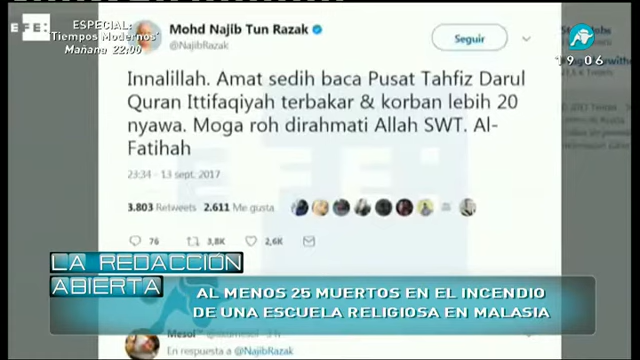 EFE:
ESPECIAL:
'Tiempos Modernos'
Mañana 22:00
Mohd Najib Tun Razak
@NajibRazak
Seguir
19:06
Innalillah. Amat sedih baca Pusat Tahfiz Darul
Quran Ittifaqiyah terbakar & korban lebih 20
nyawa. Moga roh dirahmati Allah SWT. Al-
Fatihah
23:34 - 13 sept. 2017
3.803 Retweets 2.611 Me gusta
76 3,8K 2,6K
LA REDACCIÓN
ABIERTA
AL MENOS 25 MUERTOS EN EL INCENDIO
DE UNA ESCUELA RELIGIOSA EN MALASIA
Mesol
En respuesta a @NajibRazak